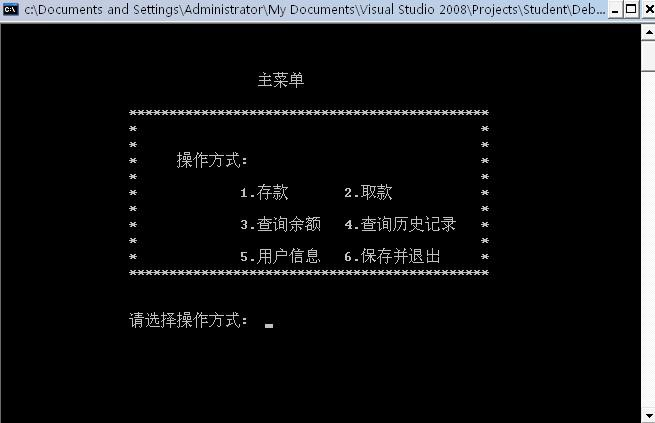 c:\Documents and Settings\Administrator\My Documents\Visual Studio 2008\Projects\Student\Deb...
主菜单
*********************************************
操作方式:
1.存款 2.取款
3.查询余额 4.查询历史记录
5.用户信息 6.保存并退出
*********************************************
请选择操作方式: